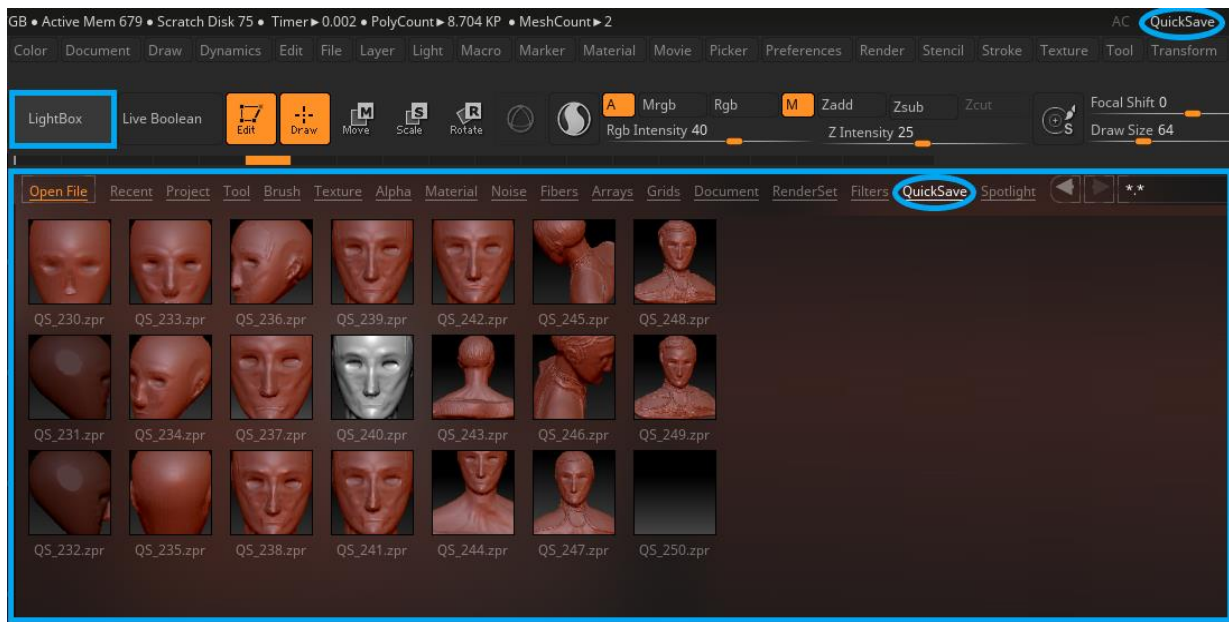 GB • Active Mem 679 • Scratch Disk 75 • Timer▶0.002 • PolyCount▶8.704 KP • MeshCount▶2 AC QuickSave
Color Document Draw Dynamics Edit File Layer Light Macro Marker Material Movie Picker Preferences Render Stencil Stroke Texture Tool Transform
LightBox Live Boolean Edit Draw Move Scale Rotate A Mrgb Rgb M Zadd Zsub Zcut Focal Shift 0
M S R S
Rgb Intensity 40 Z Intensity 25 Draw Size 64
Open File Recent Project Tool Brush Texture Alpha Material Noise Fibers Arrays Grids Document RenderSet Filters QuickSave Spotlight *.*
QS_230.zpr QS_233.zpr QS_236.zpr QS_239.zpr QS_242.zpr QS_245.zpr QS_248.zpr
QS_231.zpr QS_234.zpr QS_237.zpr QS_240.zpr QS_243.zpr QS_246.zpr QS_249.zpr
QS_232.zpr QS_235.zpr QS_238.zpr QS_241.zpr QS_244.zpr QS_247.zpr QS_250.zpr